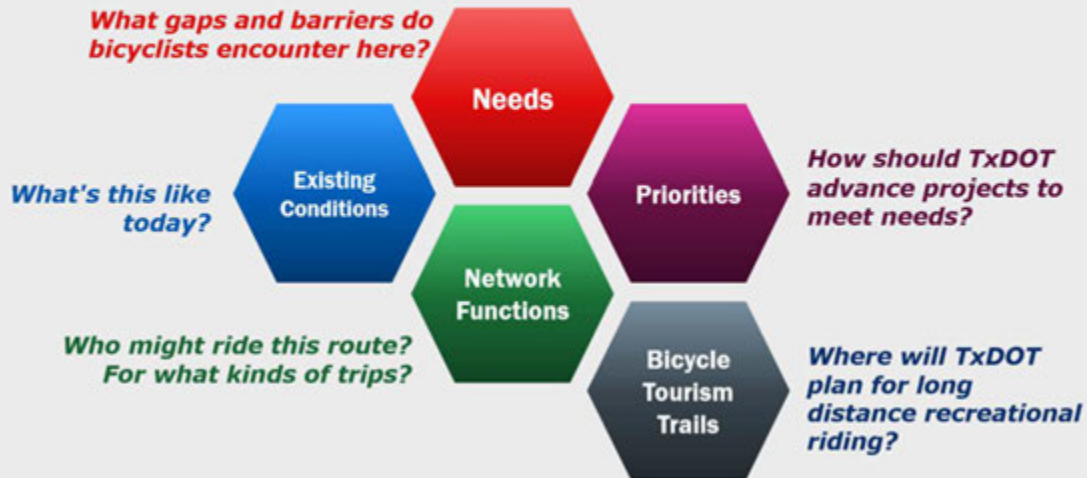 What gaps and barriers do
bicyclists encounter here?
Needs
Existing
Conditions
What's this like
today?
Priorities
How should TxDOT
advance projects to
meet needs?
Network
Functions
Who might ride this route?
For what kinds of trips?
Bicycle
Tourism
Trails
Where will TxDOT
plan for long
distance recreational
riding?